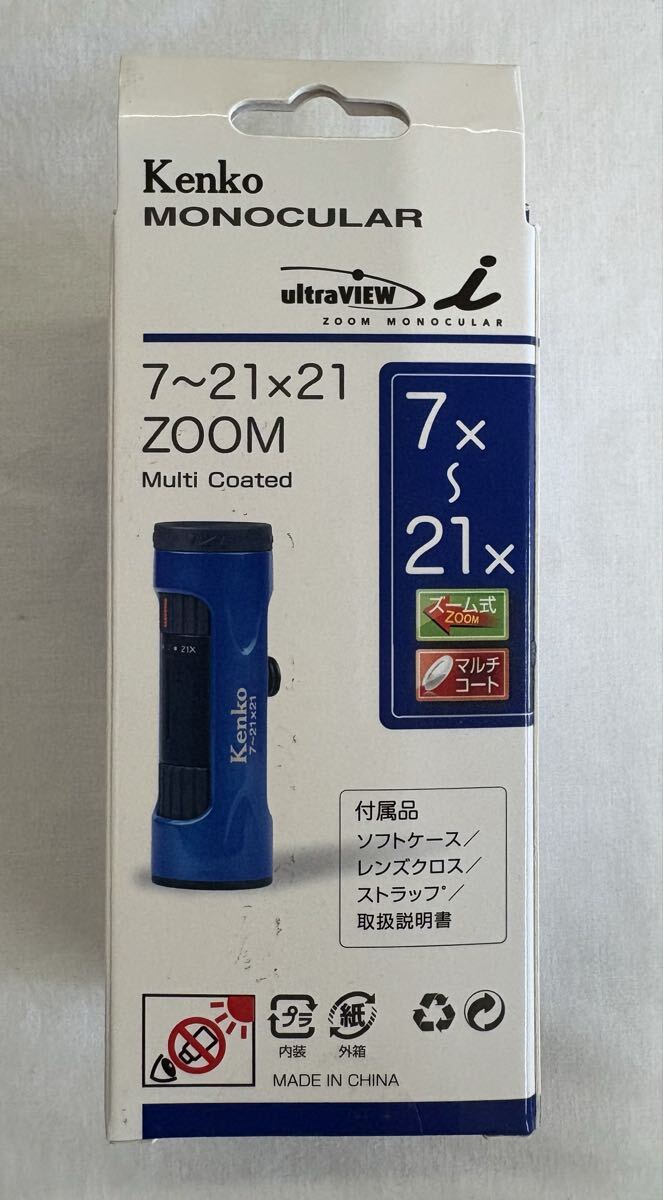 Kenko
MONOCULAR
ultraVIEW i
ZOOM MONOCULAR
7～21×21
ZOOM
Multi Coated
7×
～
21×
ズーム式
ZOOM
マルチ
コート
21X
Kenko
7～21×21
付属品
ソフトケース／
レンズクロス／
ストラップ／
取扱説明書
プラ
内装
紙
外箱
MADE IN CHINA